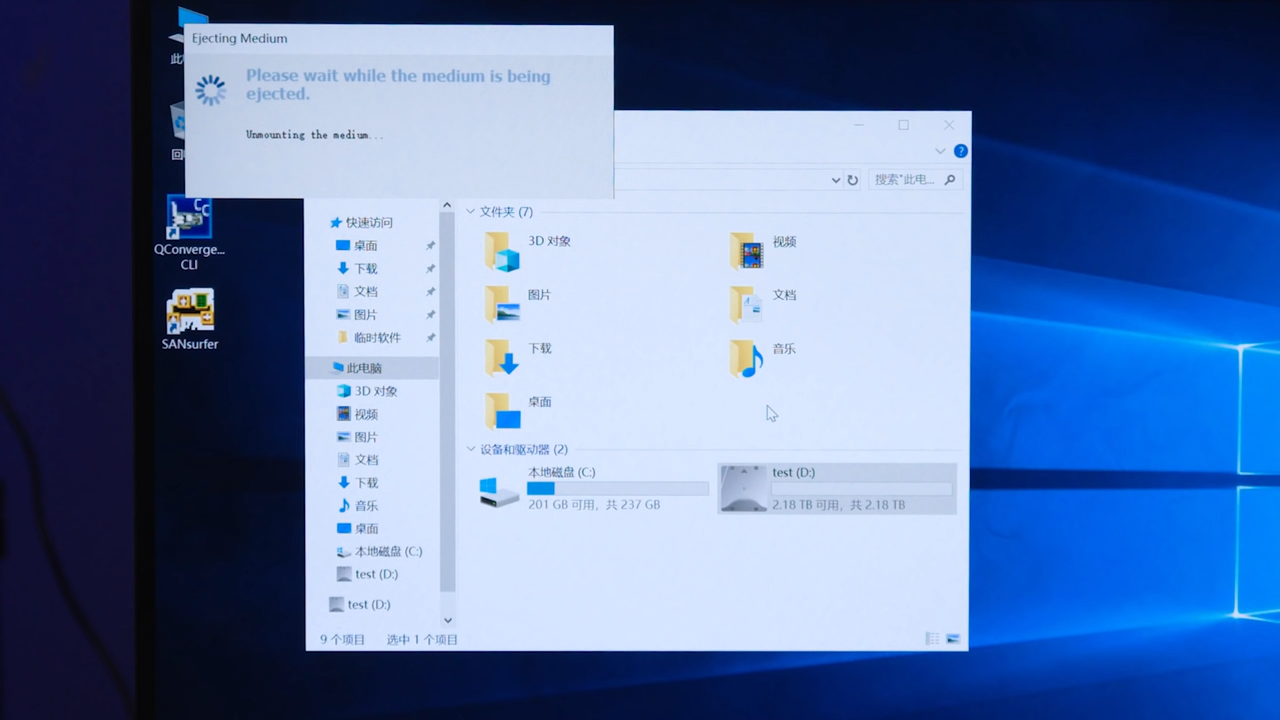 Ejecting Medium
Please wait while the medium is being
ejected.
Unmounting the medium...
此
回
QConverge...
CLI
SANsurfer
搜索"此电...
快速访问
桌面
下载
文档
图片
临时软件
此电脑
3D 对象
视频
图片
文档
下载
音乐
桌面
本地磁盘 (C:)
test (D:)
test (D:)
文件夹 (7)
3D 对象
视频
图片
文档
下载
音乐
桌面
设备和驱动器 (2)
本地磁盘 (C:)
201 GB 可用，共 237 GB
test (D:)
2.18 TB 可用，共 2.18 TB
9 个项目
选中 1 个项目